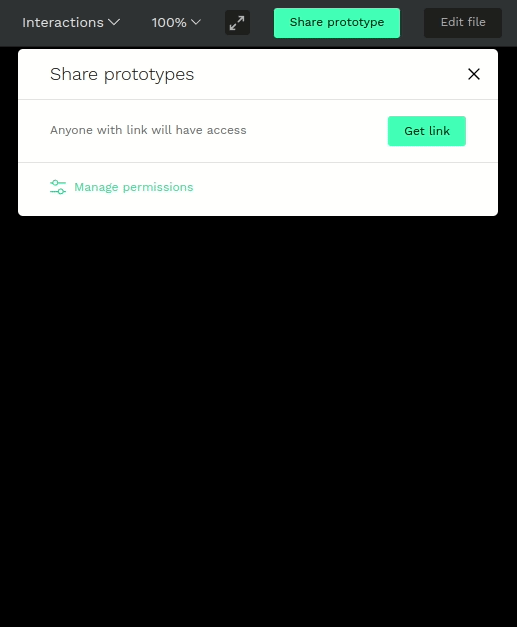 Interactions 100% Share prototype Edit file
Share prototypes
Anyone with link will have access Get link
Manage permissions